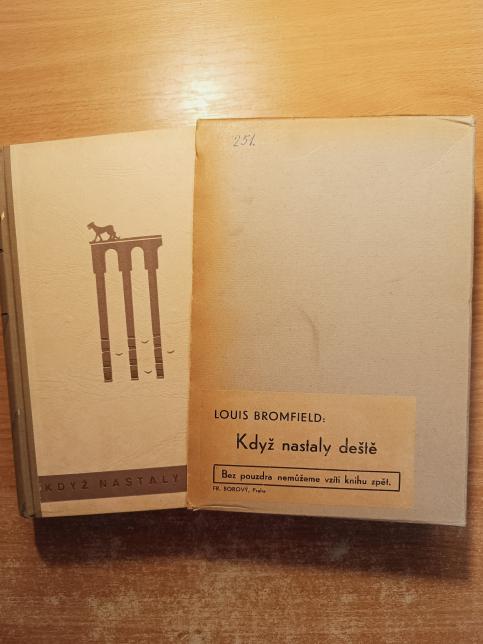 251.
KDYŽ NASTALY
LOUIS BROMFIELD:
Když nastaly deště
Bez pouzdra nemůžeme vzíti knihu zpět.
FR. BOROVÝ, Praha